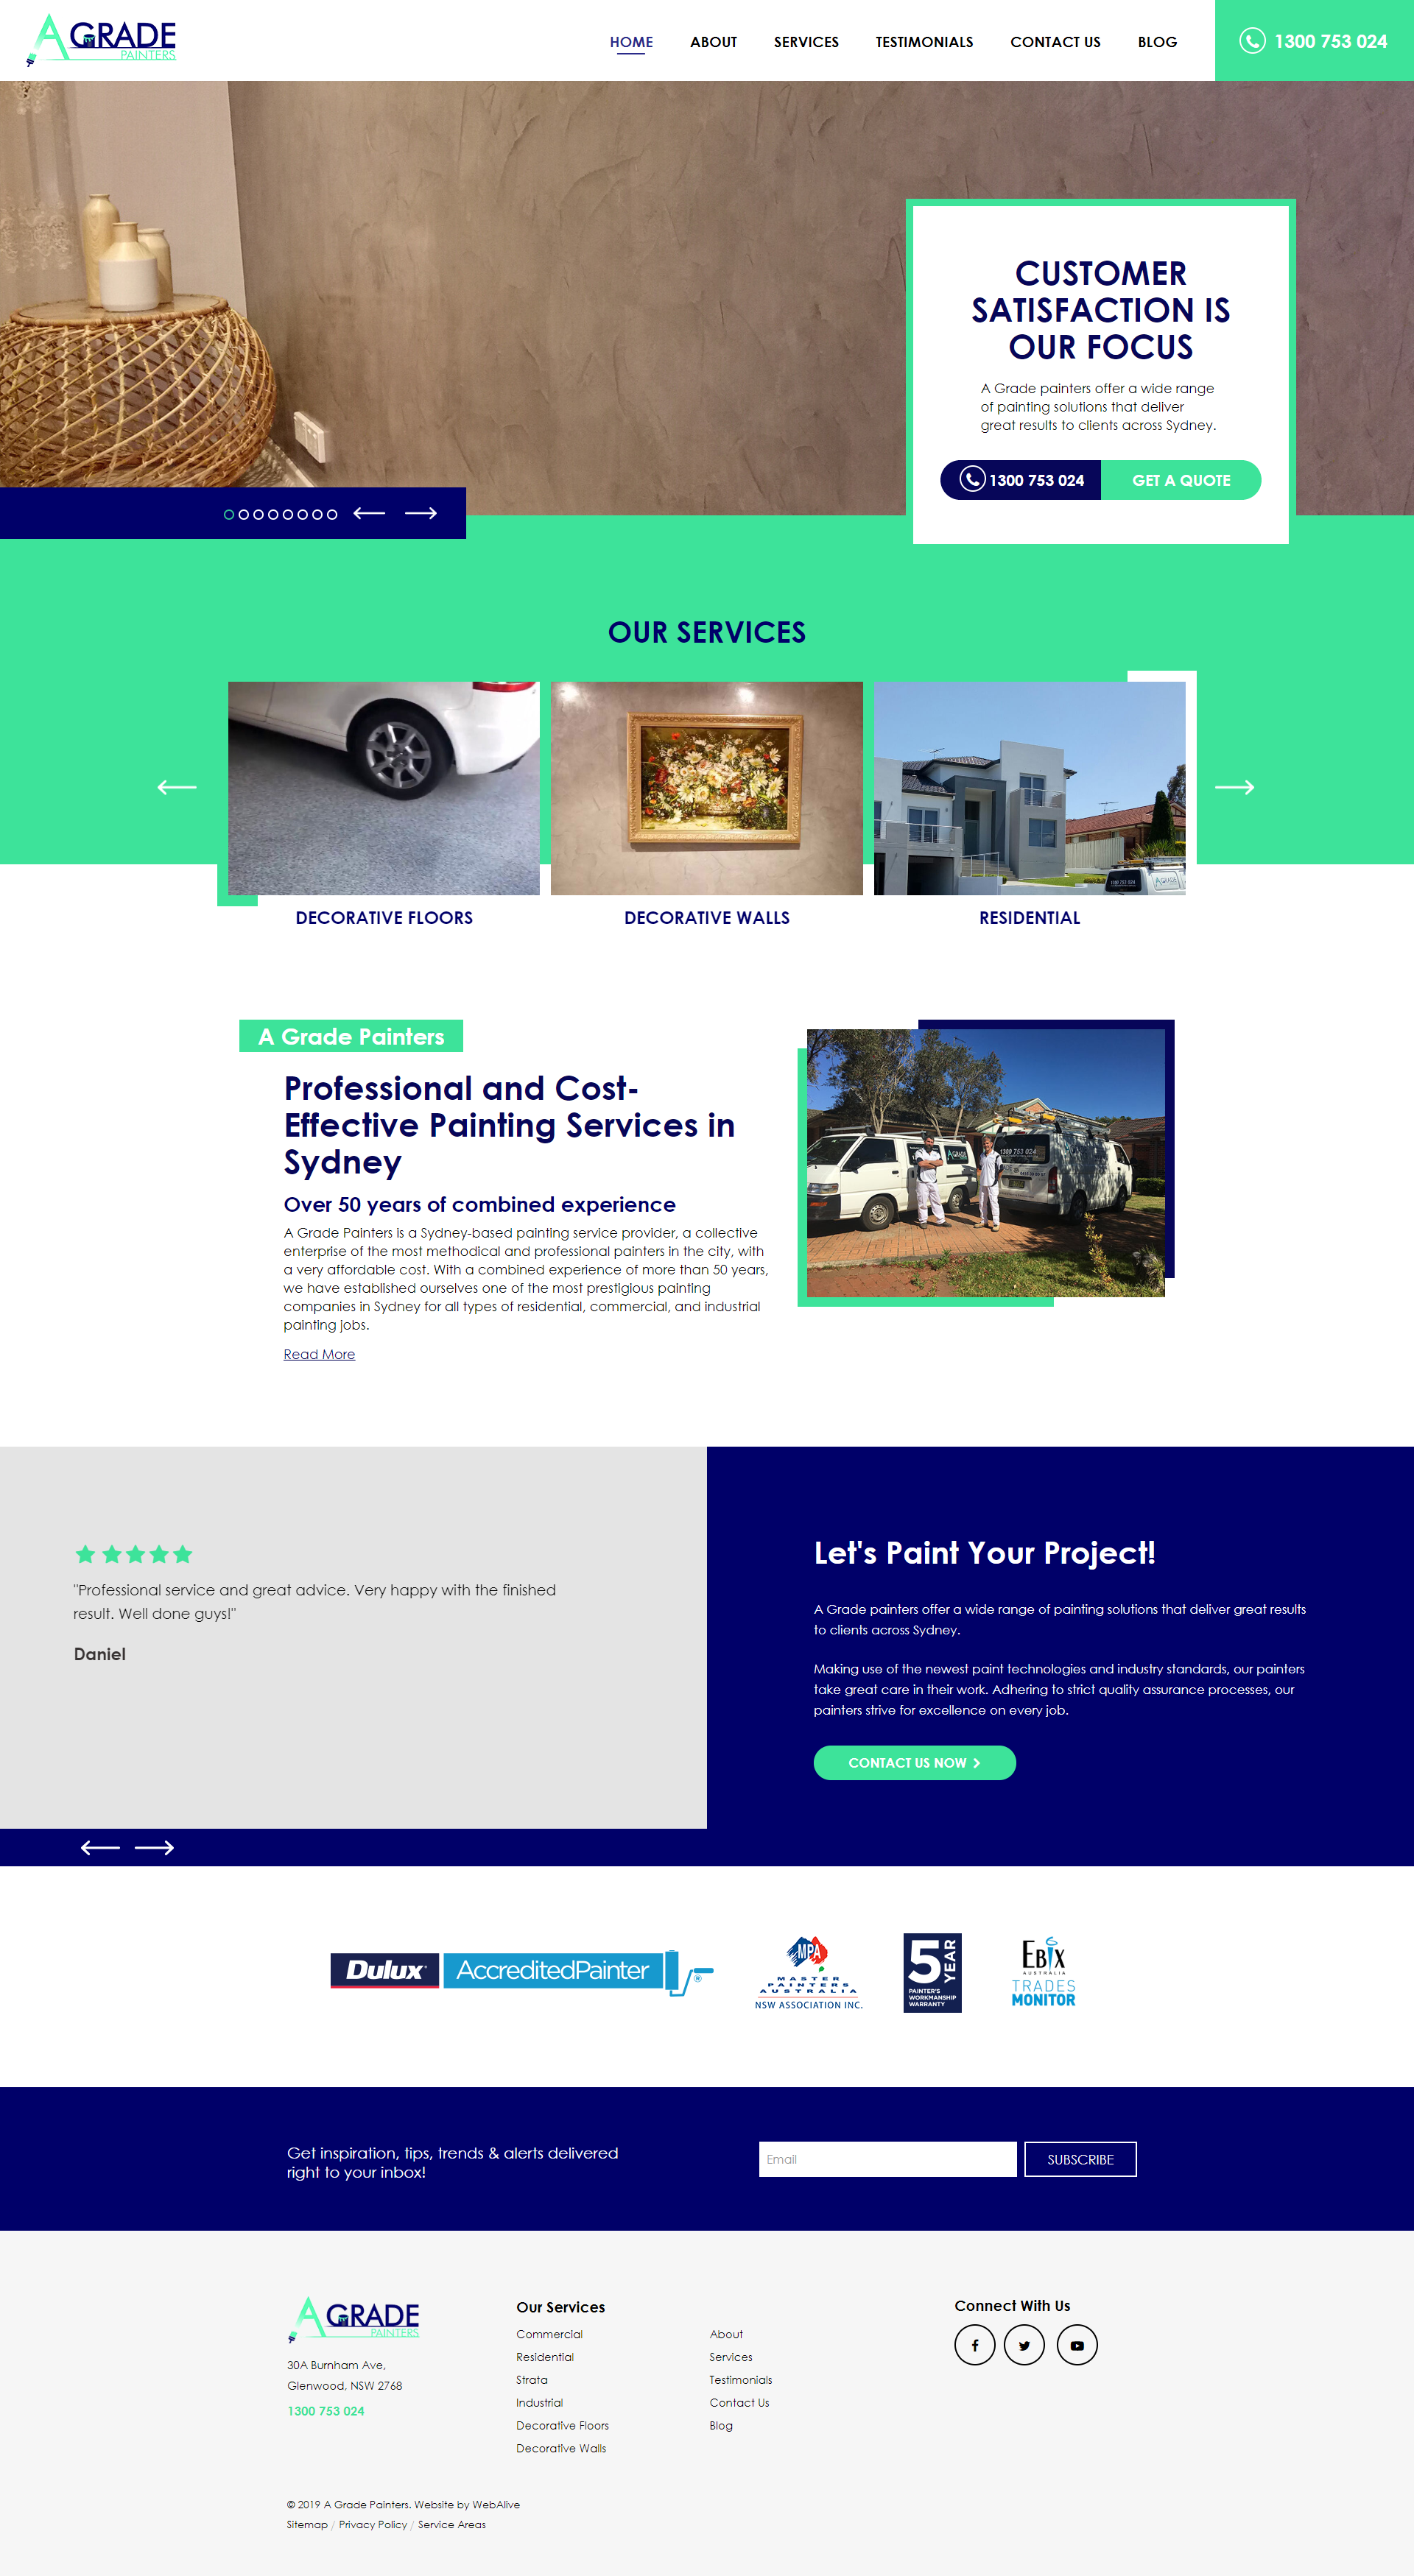 A GRADE
PAINTERS
HOME
ABOUT
SERVICES
TESTIMONIALS
CONTACT US
BLOG
1300 753 024
CUSTOMER
SATISFACTION IS
OUR FOCUS
A Grade painters offer a wide range
of painting solutions that deliver
great results to clients across Sydney.
1300 753 024
GET A QUOTE
OUR SERVICES
DECORATIVE FLOORS
DECORATIVE WALLS
RESIDENTIAL
A Grade Painters
Professional and Cost-
Effective Painting Services in
Sydney
Over 50 years of combined experience
A Grade Painters is a Sydney-based painting service provider, a collective
enterprise of the most methodical and professional painters in the city, with
a very affordable cost. With a combined experience of more than 50 years,
we have established ourselves one of the most prestigious painting
companies in Sydney for all types of residential, commercial, and industrial
painting jobs.
Read More
1300 753 024
"Professional service and great advice. Very happy with the finished
result. Well done guys!"
Daniel
Let's Paint Your Project!
A Grade painters offer a wide range of painting solutions that deliver great results
to clients across Sydney.
Making use of the newest paint technologies and industry standards, our painters
take great care in their work. Adhering to strict quality assurance processes, our
painters strive for excellence on every job.
CONTACT US NOW
Dulux
AccreditedPainter
MPA
MASTER
PAINTERS
AUSTRALIA
NSW ASSOCIATION INC.
5 YEAR
PAINTER'S
WORKMANSHIP
WARRANTY
EBIX
AUSTRALIA
TRADES
MONITOR
Get inspiration, tips, trends & alerts delivered
right to your inbox!
Email
SUBSCRIBE
A GRADE
PAINTERS
30A Burnham Ave,
Glenwood, NSW 2768
1300 753 024
Our Services
Commercial
Residential
Strata
Industrial
Decorative Floors
Decorative Walls
About
Services
Testimonials
Contact Us
Blog
Connect With Us
© 2019 A Grade Painters. Website by WebAlive
Sitemap / Privacy Policy / Service Areas